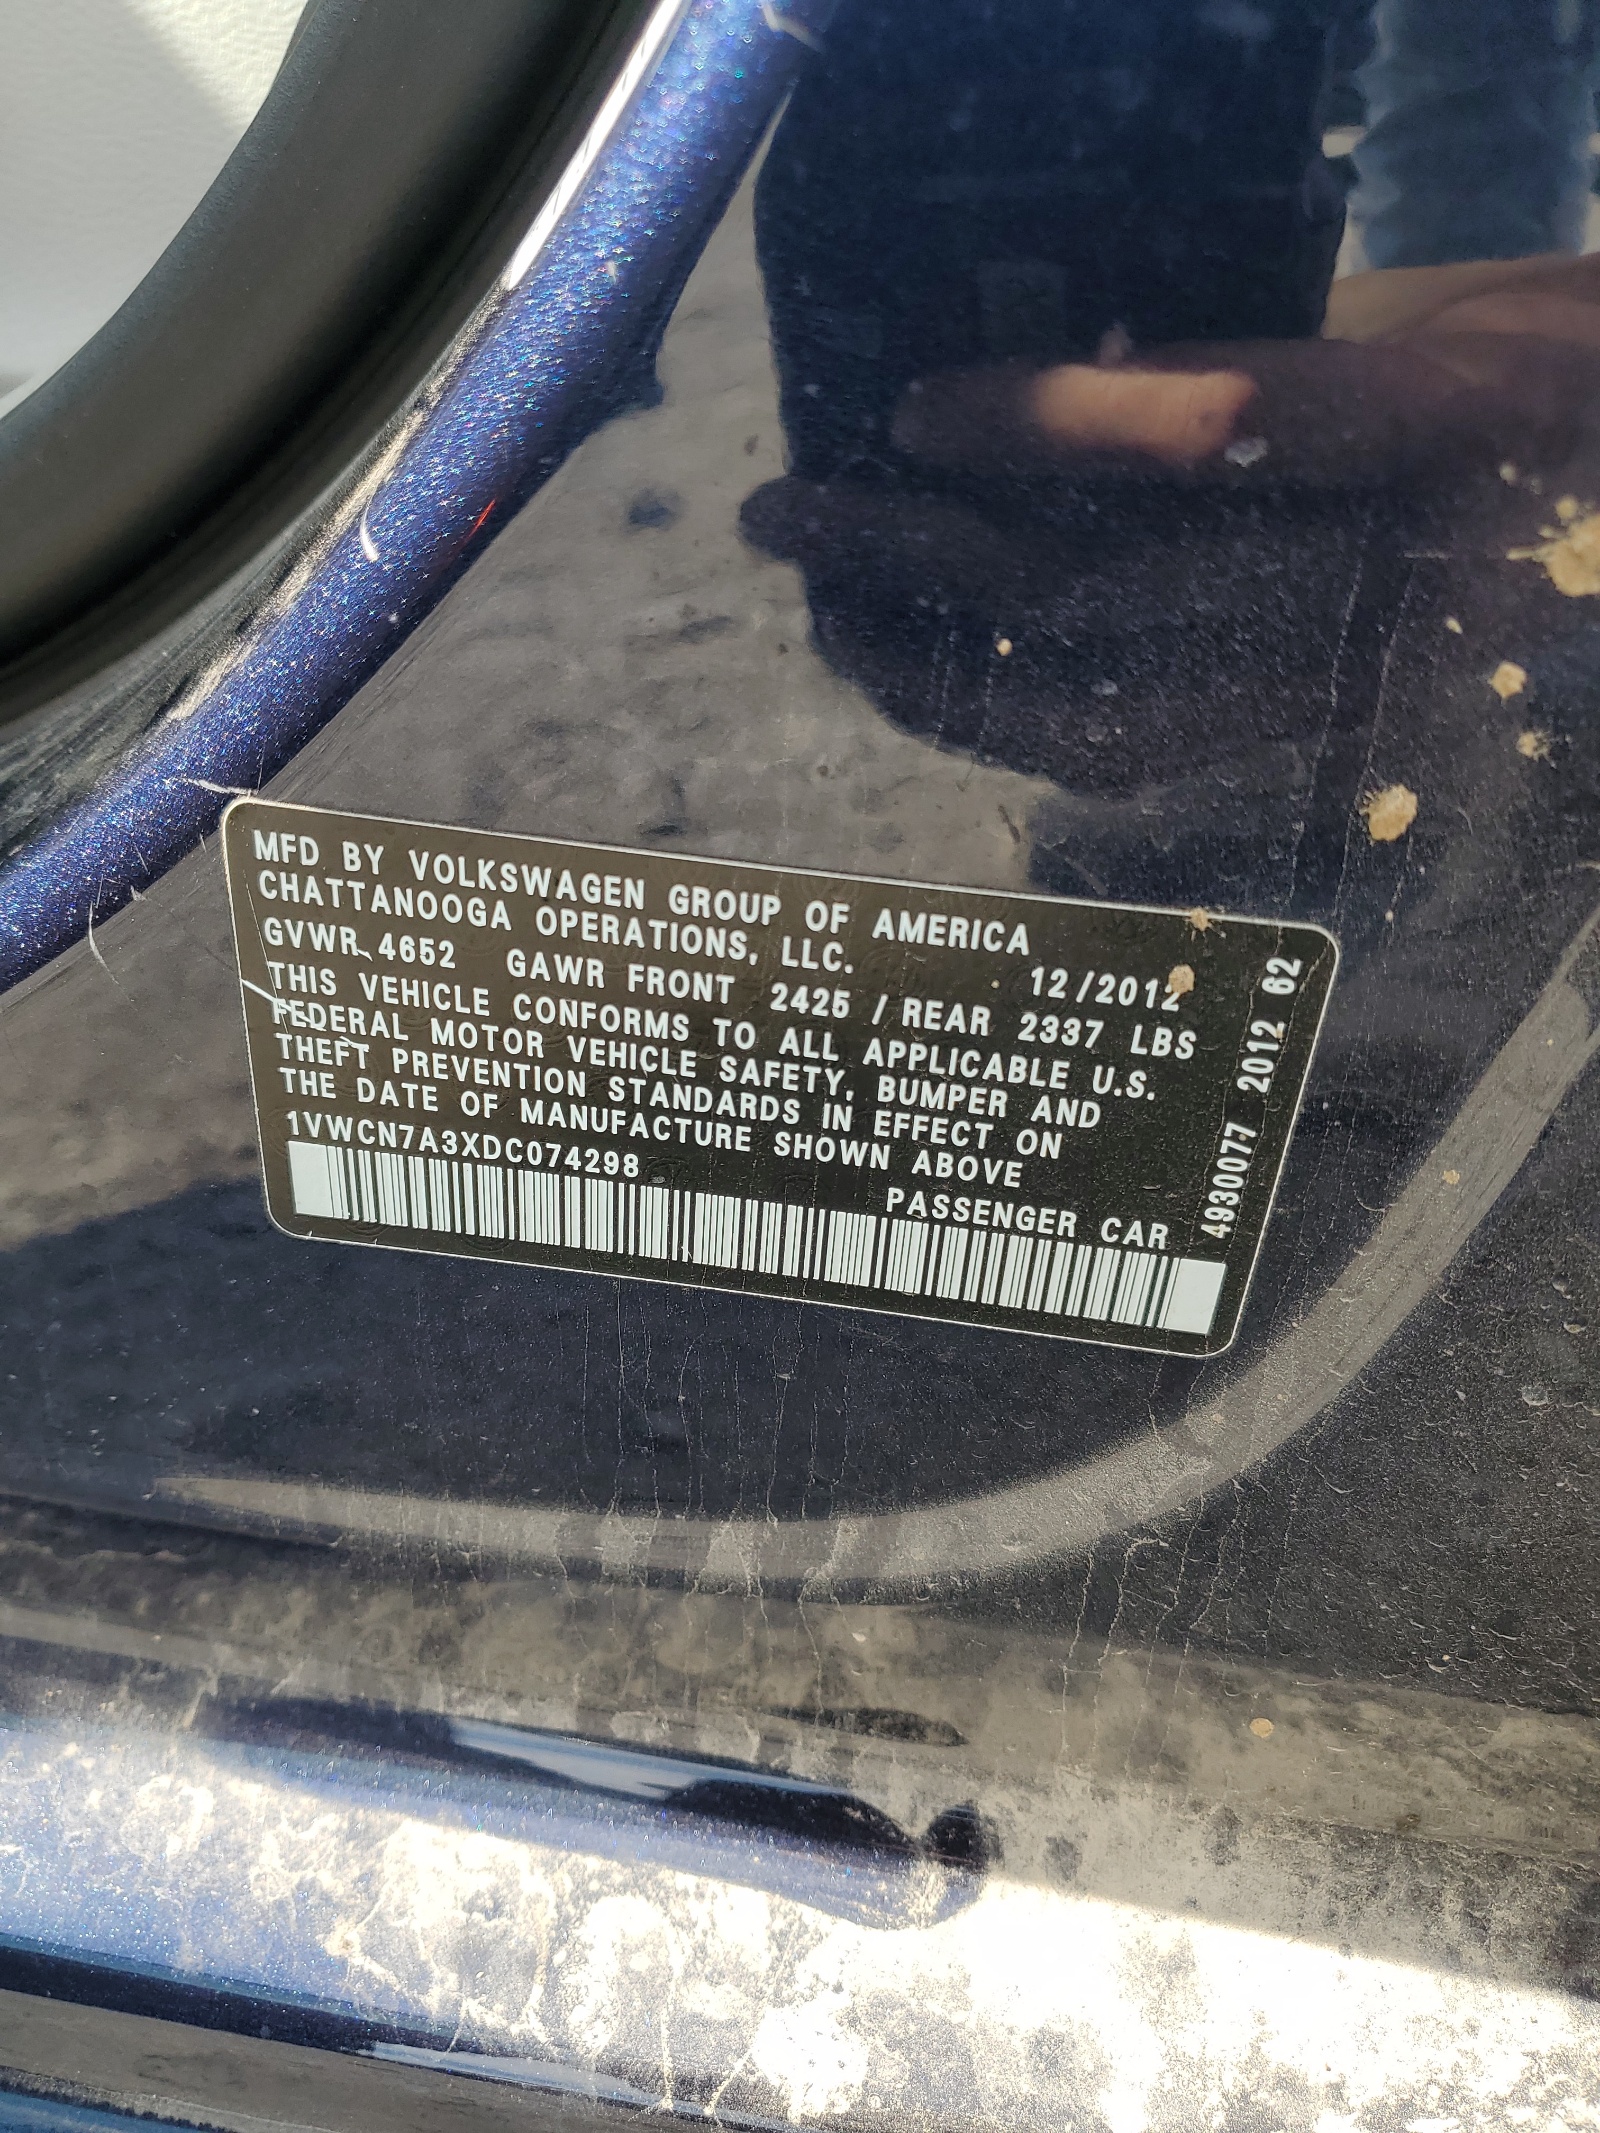 MFD BY VOLKSWAGEN GROUP OF AMERICA
CHATTANOOGA OPERATIONS, LLC.
12/2012
GVWR 4652 GAWR FRONT 2425 / REAR 2337 LBS
THIS VEHICLE CONFORMS TO ALL APPLICABLE U.S.
FEDERAL MOTOR VEHICLE SAFETY, BUMPER AND
THEFT PREVENTION STANDARDS IN EFFECT ON
THE DATE OF MANUFACTURE SHOWN ABOVE
1VWCN7A3XDC074298
PASSENGER CAR
4930077 2012 62